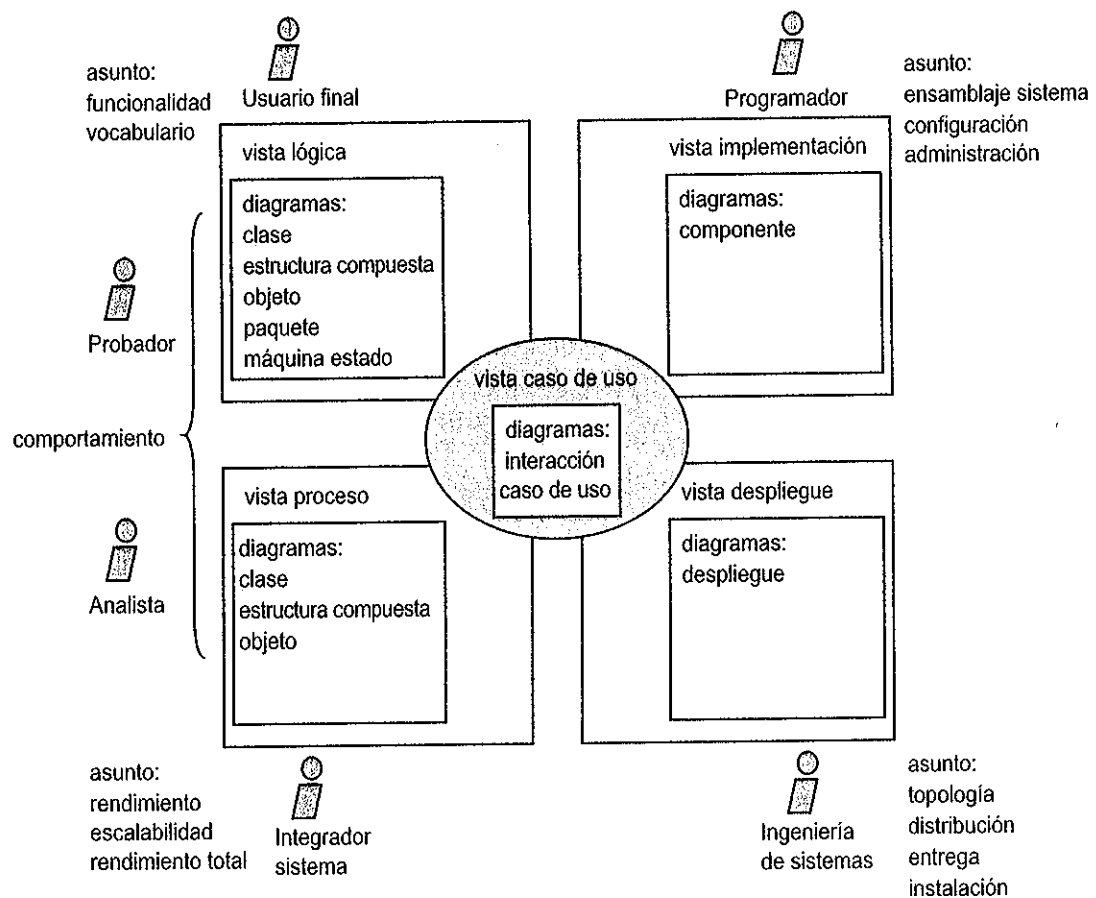 asunto:
funcionalidad
vocabulario
Usuario final
Programador
asunto:
ensamblaje sistema
configuración
administración
vista lógica
diagramas:
clase
estructura compuesta
objeto
paquete
máquina estado
vista implementación
diagramas:
componente
Probador
comportamiento
Analista
vista caso de uso
diagramas:
interacción
caso de uso
vista proceso
diagramas:
clase
estructura compuesta
objeto
vista despliegue
diagramas:
despliegue
asunto:
rendimiento
escalabilidad
rendimiento total
Integrador
sistema
Ingeniería
de sistemas
asunto:
topología
distribución
entrega
instalación